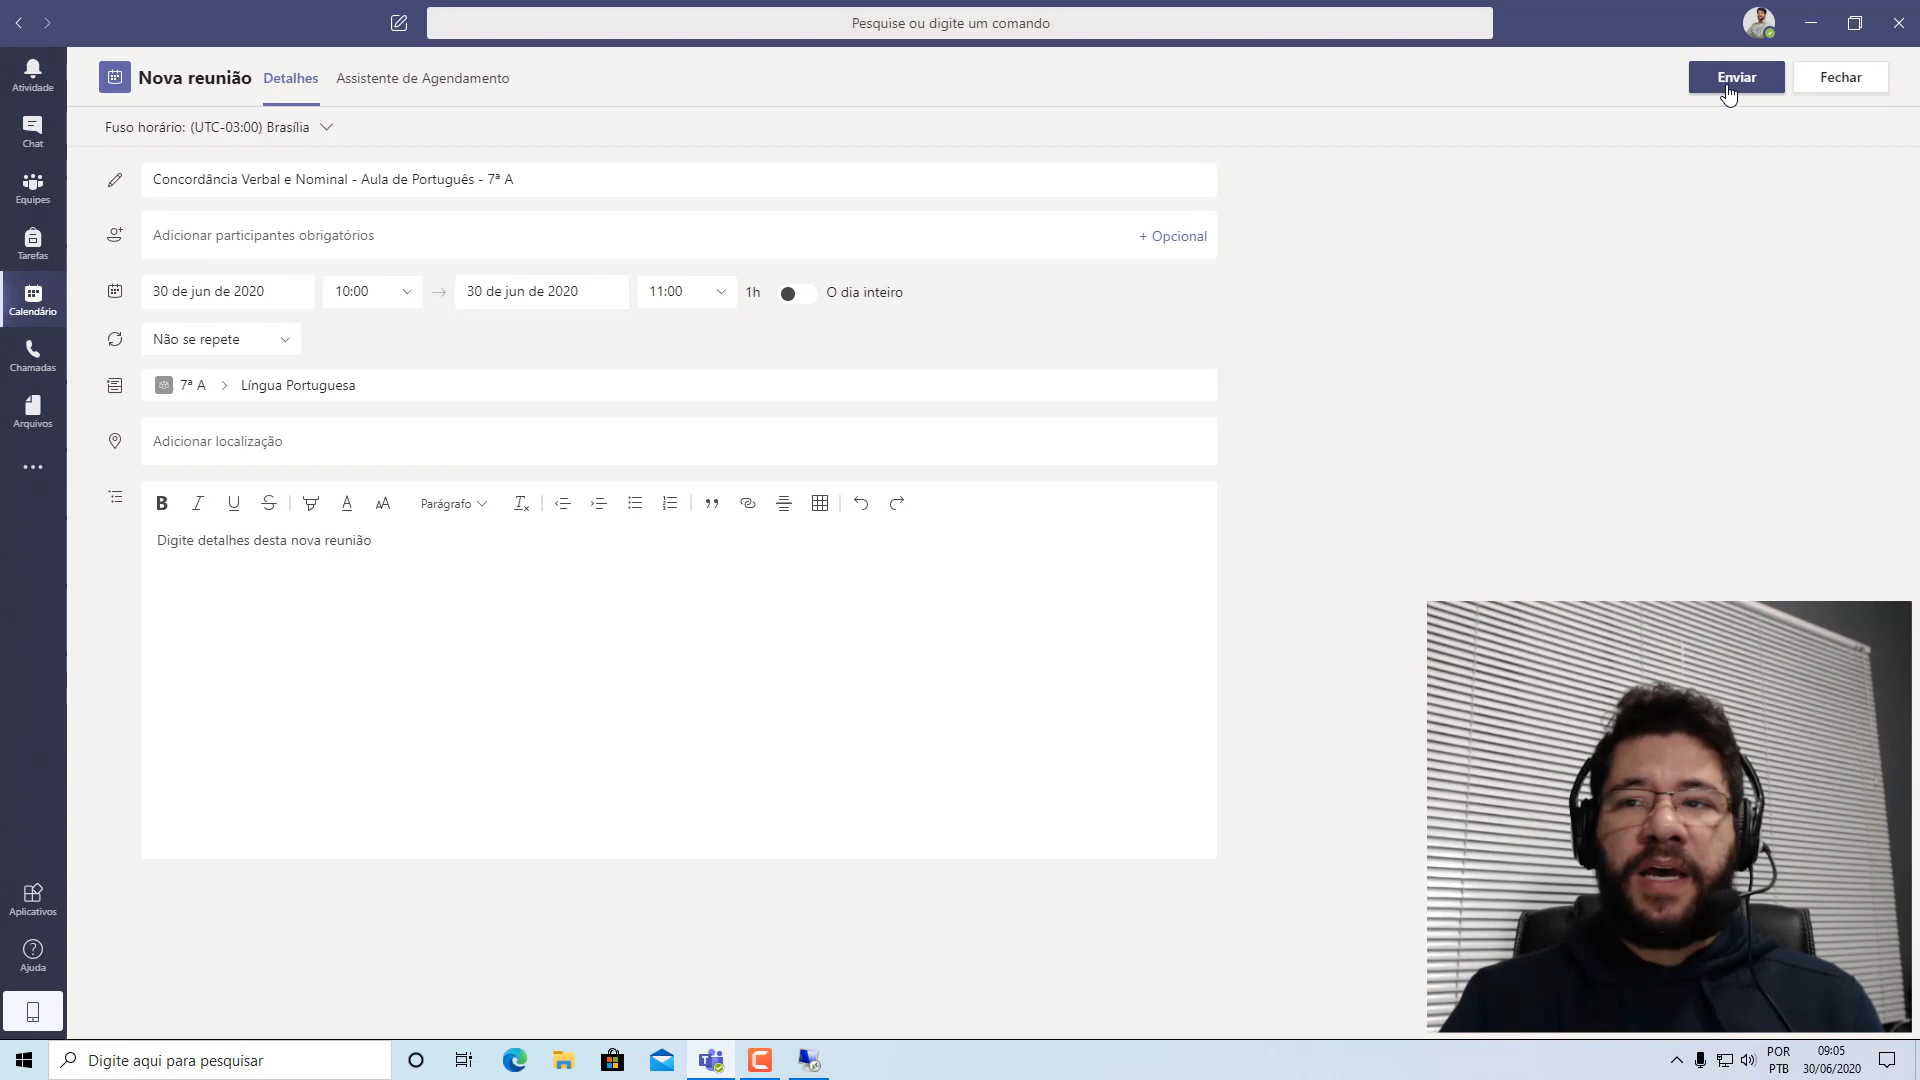 Pesquise ou digite um comando
Atividade
Chat
Equipes
Tarefas
Calendário
Chamadas
Arquivos
Aplicativos
Ajuda
Nova reunião
Detalhes
Assistente de Agendamento
Enviar
Fechar
Fuso horário: (UTC-03:00) Brasília
Concordância Verbal e Nominal - Aula de Português - 7ª A
Adicionar participantes obrigatórios
+ Opcional
30 de jun de 2020
10:00
30 de jun de 2020
11:00
1h
O dia inteiro
Não se repete
7ª A > Língua Portuguesa
Adicionar localização
Parágrafo
Digite detalhes desta nova reunião
Digite aqui para pesquisar
POR
PTB
09:05
30/06/2020